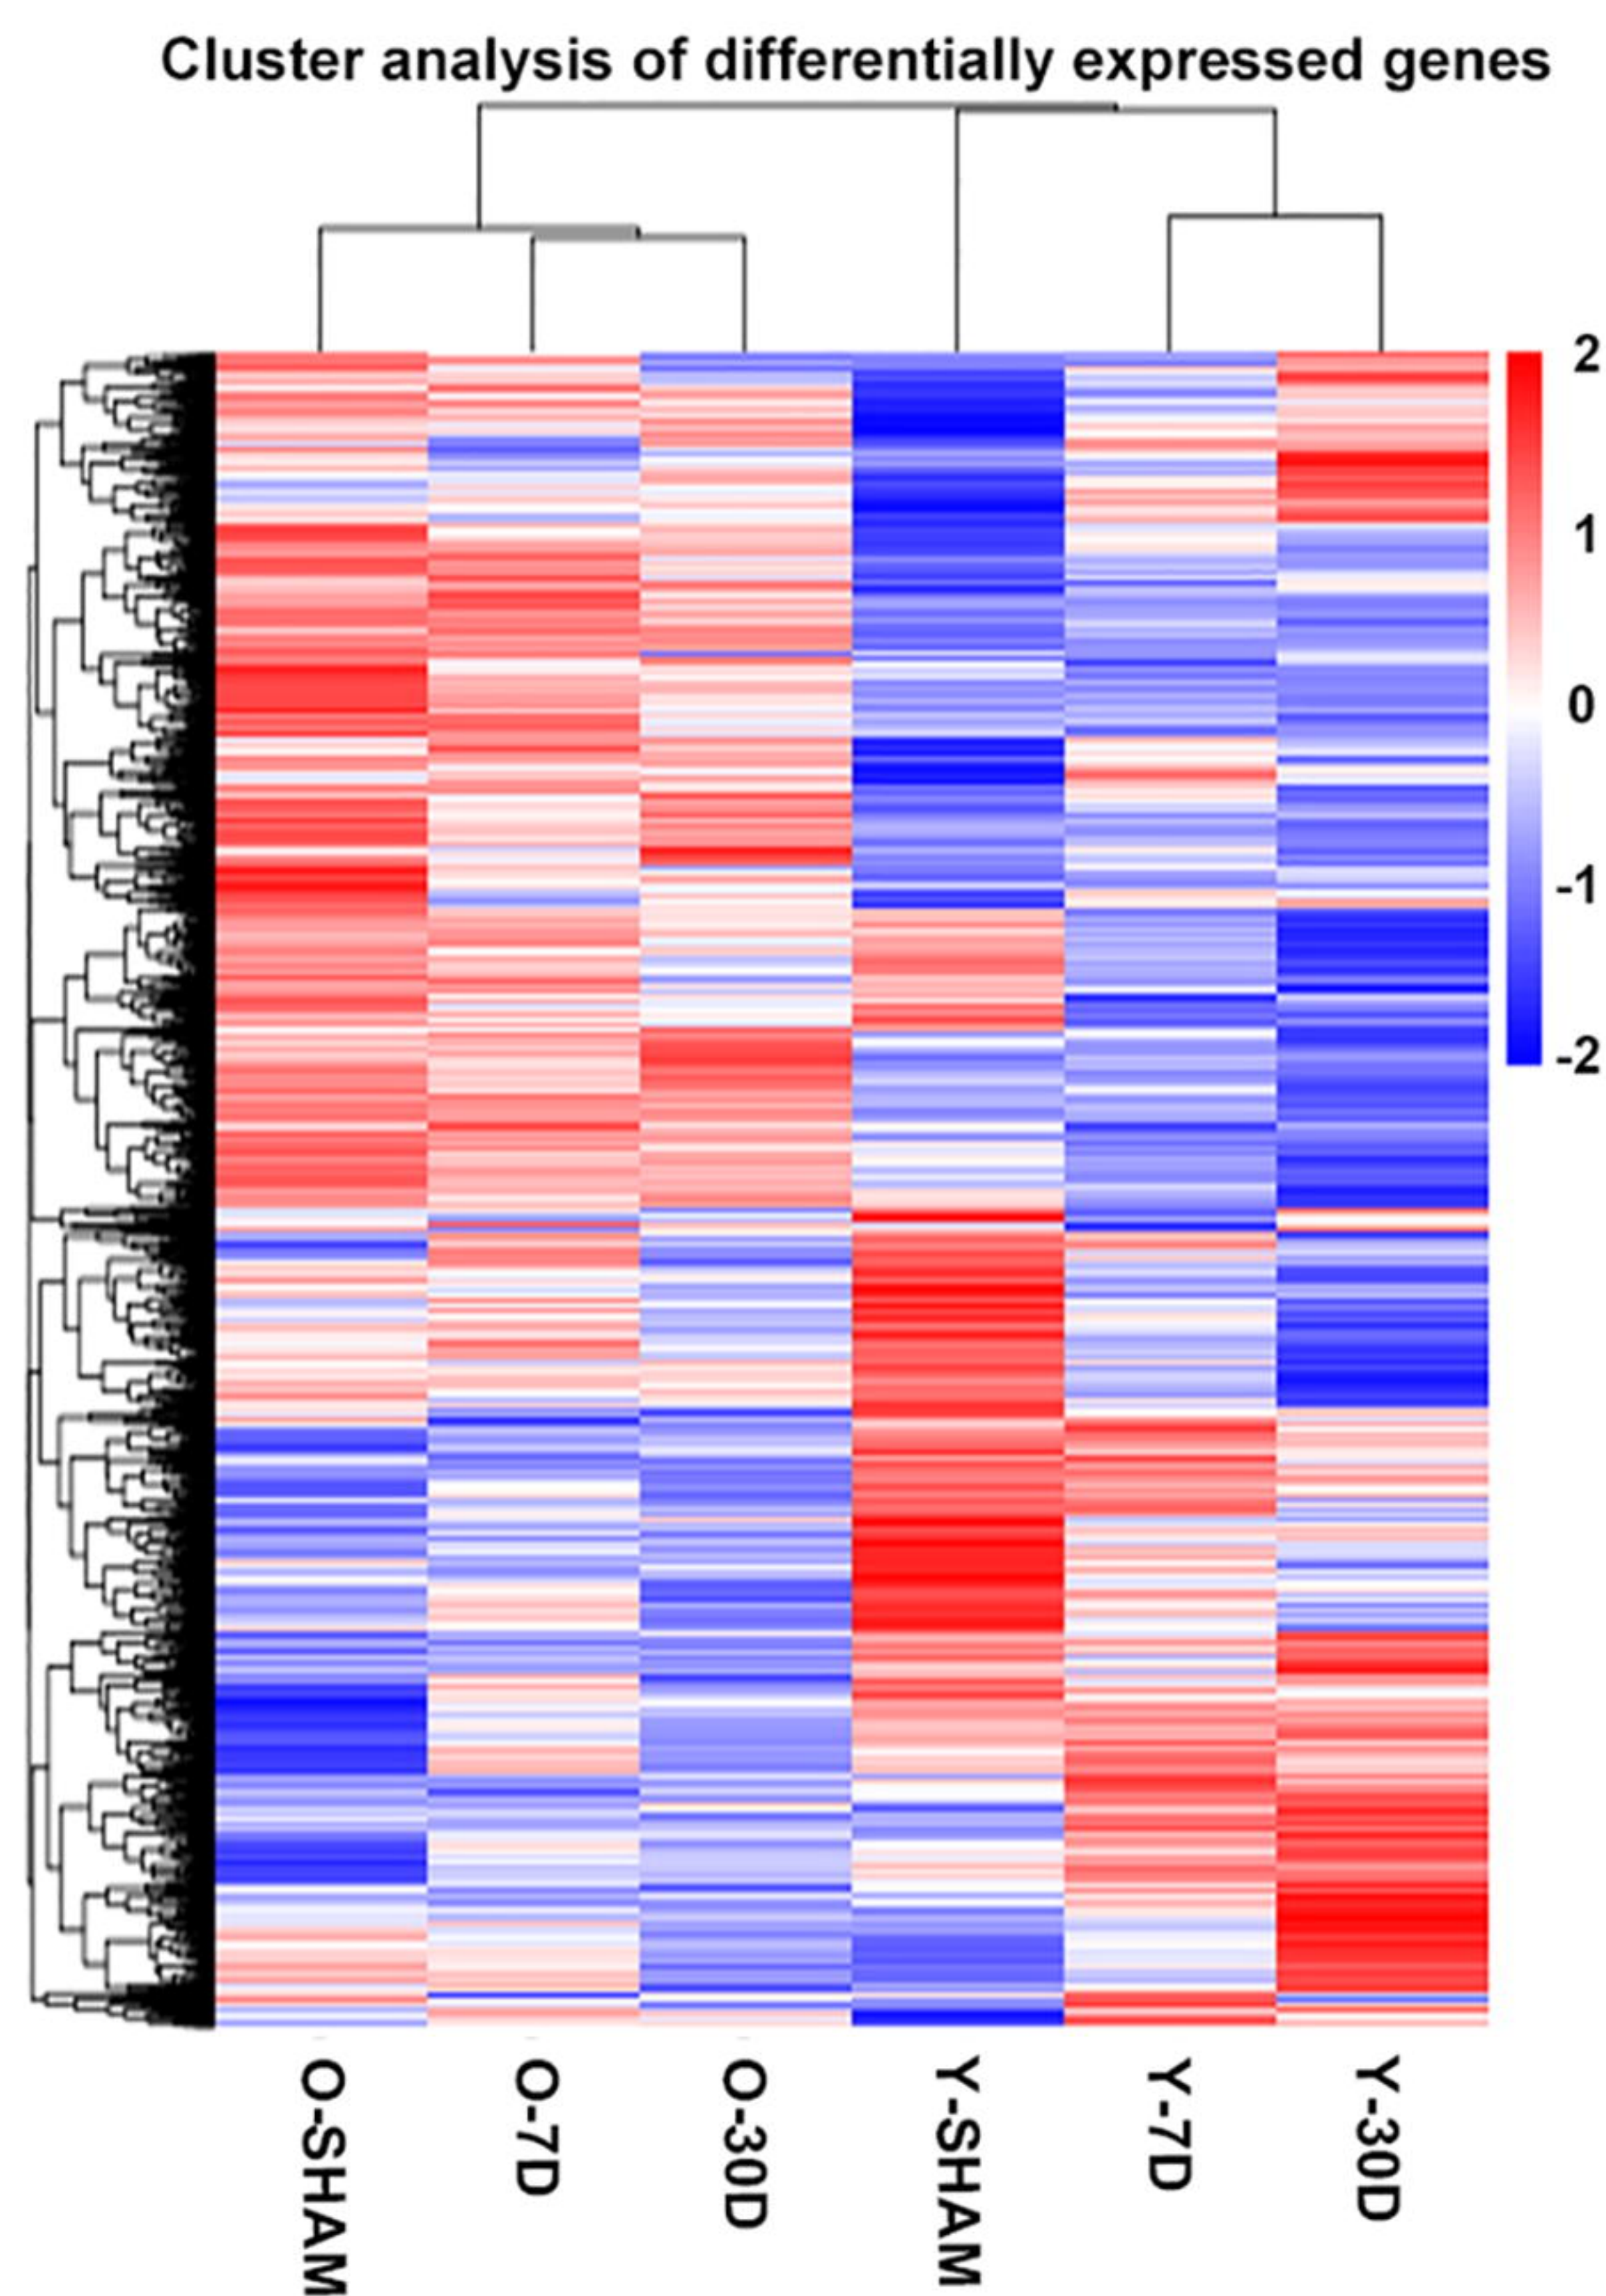 Cluster analysis of differentially expressed genes
2
1
0
-1
-2
O-SHAM
O-7D
O-30D
Y-SHAM
Y-7D
Y-30D